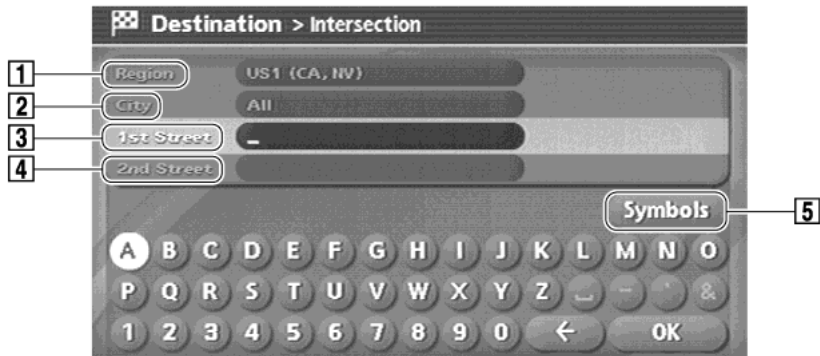 Destination > Intersection
1 Region US1 (CA, NV)
2 City All
3 1st Street _
4 2nd Street
Symbols 5
A B C D E F G H I J K L M N O
P Q R S T U V W X Y Z ␣ - ' &
1 2 3 4 5 6 7 8 9 0 ← OK